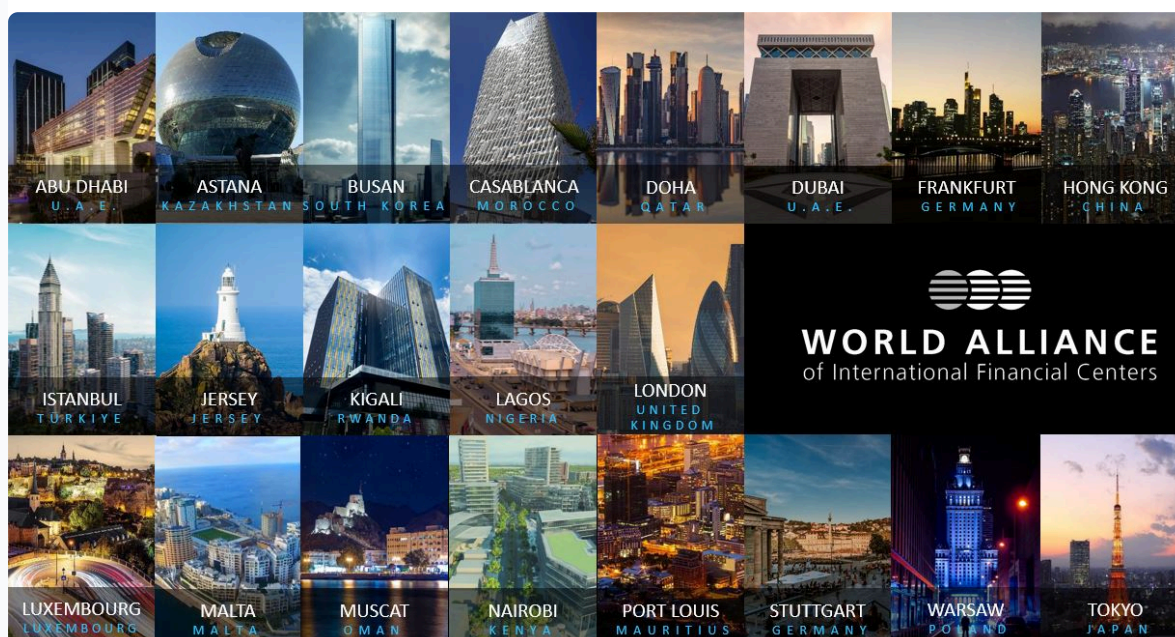 ABU DHABI
U.A.E.
ASTANA
KAZAKHSTAN
BUSAN
SOUTH KOREA
CASABLANCA
MOROCCO
DOHA
QATAR
DUBAI
U.A.E.
FRANKFURT
GERMANY
HONG KONG
CHINA
ISTANBUL
TÜRKIYE
JERSEY
JERSEY
KIGALI
RWANDA
LAGOS
NIGERIA
LONDON
UNITED
KINGDOM
WORLD ALLIANCE
of International Financial Centers
LUXEMBOURG
LUXEMBOURG
MALTA
MALTA
MUSCAT
OMAN
NAIROBI
KENYA
PORT LOUIS
MAURITIUS
STUTTGART
GERMANY
WARSAW
POLAND
TOKYO
JAPAN